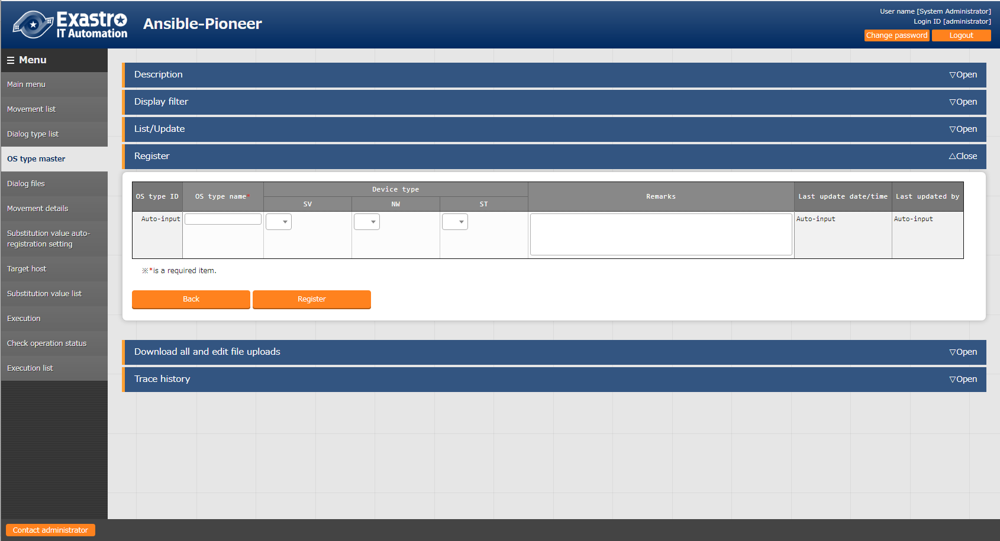 Exastro
IT Automation
Ansible-Pioneer
User name [System Administrator]
Login ID [administrator]
Change password
Logout
☰ Menu
Main menu
Movement list
Dialog type list
OS type master
Dialog files
Movement details
Substitution value auto-
registration setting
Target host
Substitution value list
Execution
Check operation status
Execution list
Description ▽Open
Display filter ▽Open
List/Update ▽Open
Register △Close
OS type ID OS type name* Device type Remarks Last update date/time Last updated by
SV NW ST
Auto-input Auto-input Auto-input
※*is a required item.
Back Register
Download all and edit file uploads ▽Open
Trace history ▽Open
Contact administrator